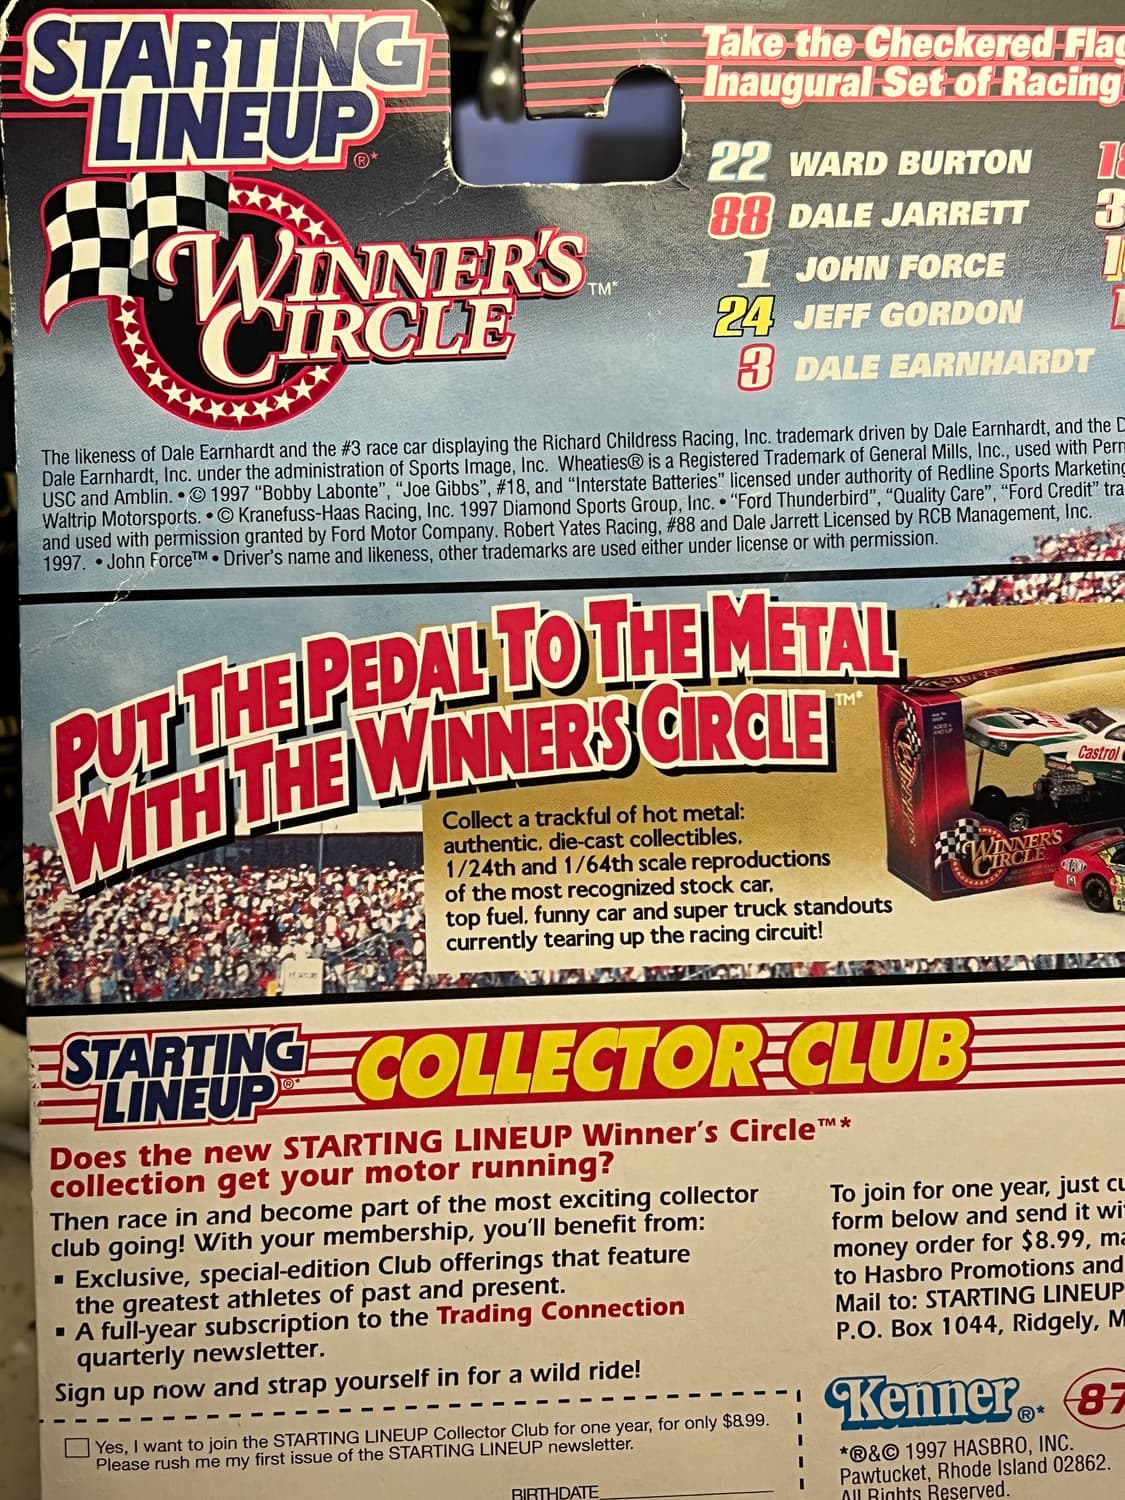 STARTING
LINEUP®*
WINNER'S
CIRCLE™*
Take the Checkered Flag
Inaugural Set of Racing
22 WARD BURTON
88 DALE JARRETT
1 JOHN FORCE
24 JEFF GORDON
3 DALE EARNHARDT
18
3
1
The likeness of Dale Earnhardt and the #3 race car displaying the Richard Childress Racing, Inc. trademark driven by Dale Earnhardt, and the
Dale Earnhardt, Inc. under the administration of Sports Image, Inc. Wheaties® is a Registered Trademark of General Mills, Inc., used with
USC and Amblin. • © 1997 “Bobby Labonte”, “Joe Gibbs”, #18, and “Interstate Batteries” licensed under authority of Redline Sports Marketing
Waltrip Motorsports. • © Kranefuss-Haas Racing, Inc. 1997 Diamond Sports Group, Inc. • “Ford Thunderbird”, “Quality Care”, “Ford Credit” tra
and used with permission granted by Ford Motor Company. Robert Yates Racing, #88 and Dale Jarrett Licensed by RCB Management, Inc.
1997. • John Force™ • Driver's name and likeness, other trademarks are used either under license or with permission.
PUT THE PEDAL TO THE METAL
WITH THE WINNER'S CIRCLE™*
Collect a trackful of hot metal:
authentic, die-cast collectibles,
1/24th and 1/64th scale reproductions
of the most recognized stock car,
top fuel, funny car and super truck standouts
currently tearing up the racing circuit!
Castrol
WINNER'S
CIRCLE
STARTING
LINEUP®*
COLLECTOR CLUB
Does the new STARTING LINEUP Winner's Circle™*
collection get your motor running?
Then race in and become part of the most exciting collector
club going! With your membership, you'll benefit from:
▪ Exclusive, special-edition Club offerings that feature
the greatest athletes of past and present.
▪ A full-year subscription to the Trading Connection
quarterly newsletter.
Sign up now and strap yourself in for a wild ride!
Yes, I want to join the STARTING LINEUP Collector Club for one year, for only $8.99.
Please rush me my first issue of the STARTING LINEUP newsletter.
BIRTHDATE
To join for one year, just cu
form below and send it wi
money order for $8.99, ma
to Hasbro Promotions and
Mail to: STARTING LINEUP
P.O. Box 1044, Ridgely, M
Kenner®*
87
*®&© 1997 HASBRO, INC.
Pawtucket, Rhode Island 02862.
All Rights Reserved.